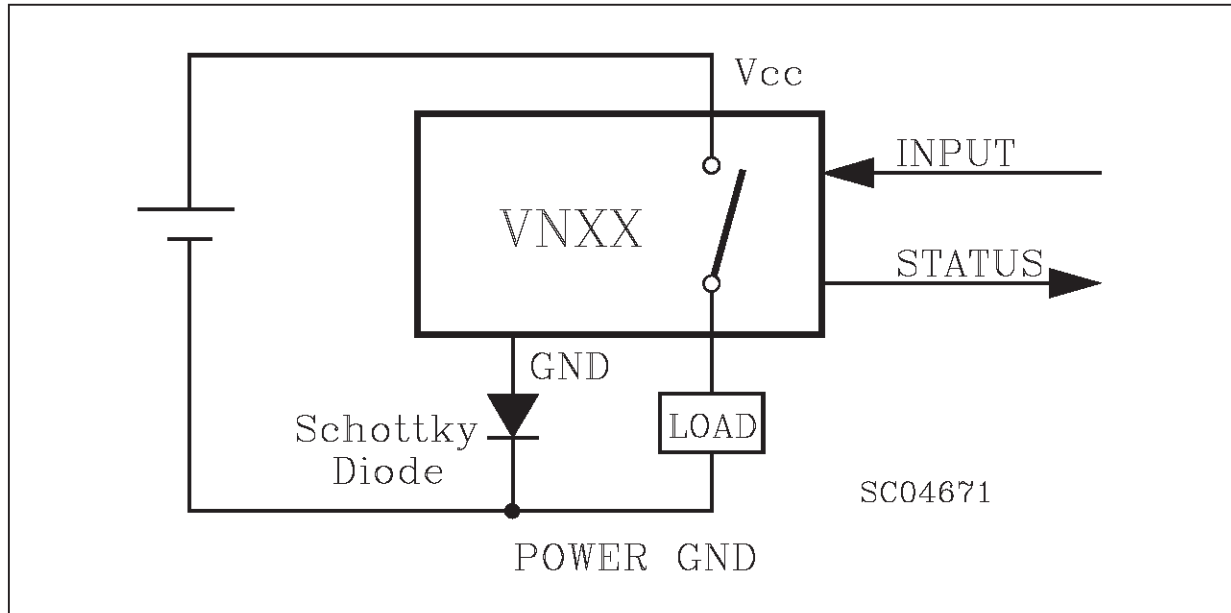 Vcc
INPUT
VNXX
STATUS
GND
Schottky
Diode
LOAD
SC04671
POWER GND